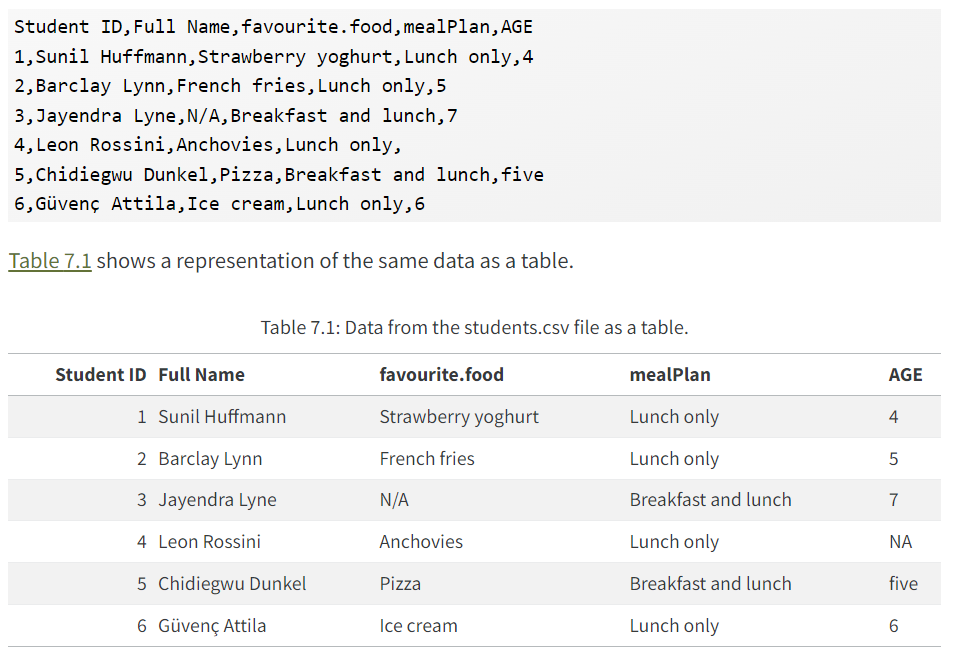 Student ID,Full Name,favourite.food,mealPlan,AGE
1,Sunil Huffmann,Strawberry yoghurt,Lunch only,4
2,Barclay Lynn,French fries,Lunch only,5
3,Jayendra Lyne,N/A,Breakfast and lunch,7
4,Leon Rossini,Anchovies,Lunch only,
5,Chidiegwu Dunkel,Pizza,Breakfast and lunch,five
6,Güvenç Attila,Ice cream,Lunch only,6
Table 7.1 shows a representation of the same data as a table.
Table 7.1: Data from the students.csv file as a table.
Student ID Full Name favourite.food mealPlan AGE
1 Sunil Huffmann Strawberry yoghurt Lunch only 4
2 Barclay Lynn French fries Lunch only 5
3 Jayendra Lyne N/A Breakfast and lunch 7
4 Leon Rossini Anchovies Lunch only NA
5 Chidiegwu Dunkel Pizza Breakfast and lunch five
6 Güvenç Attila Ice cream Lunch only 6